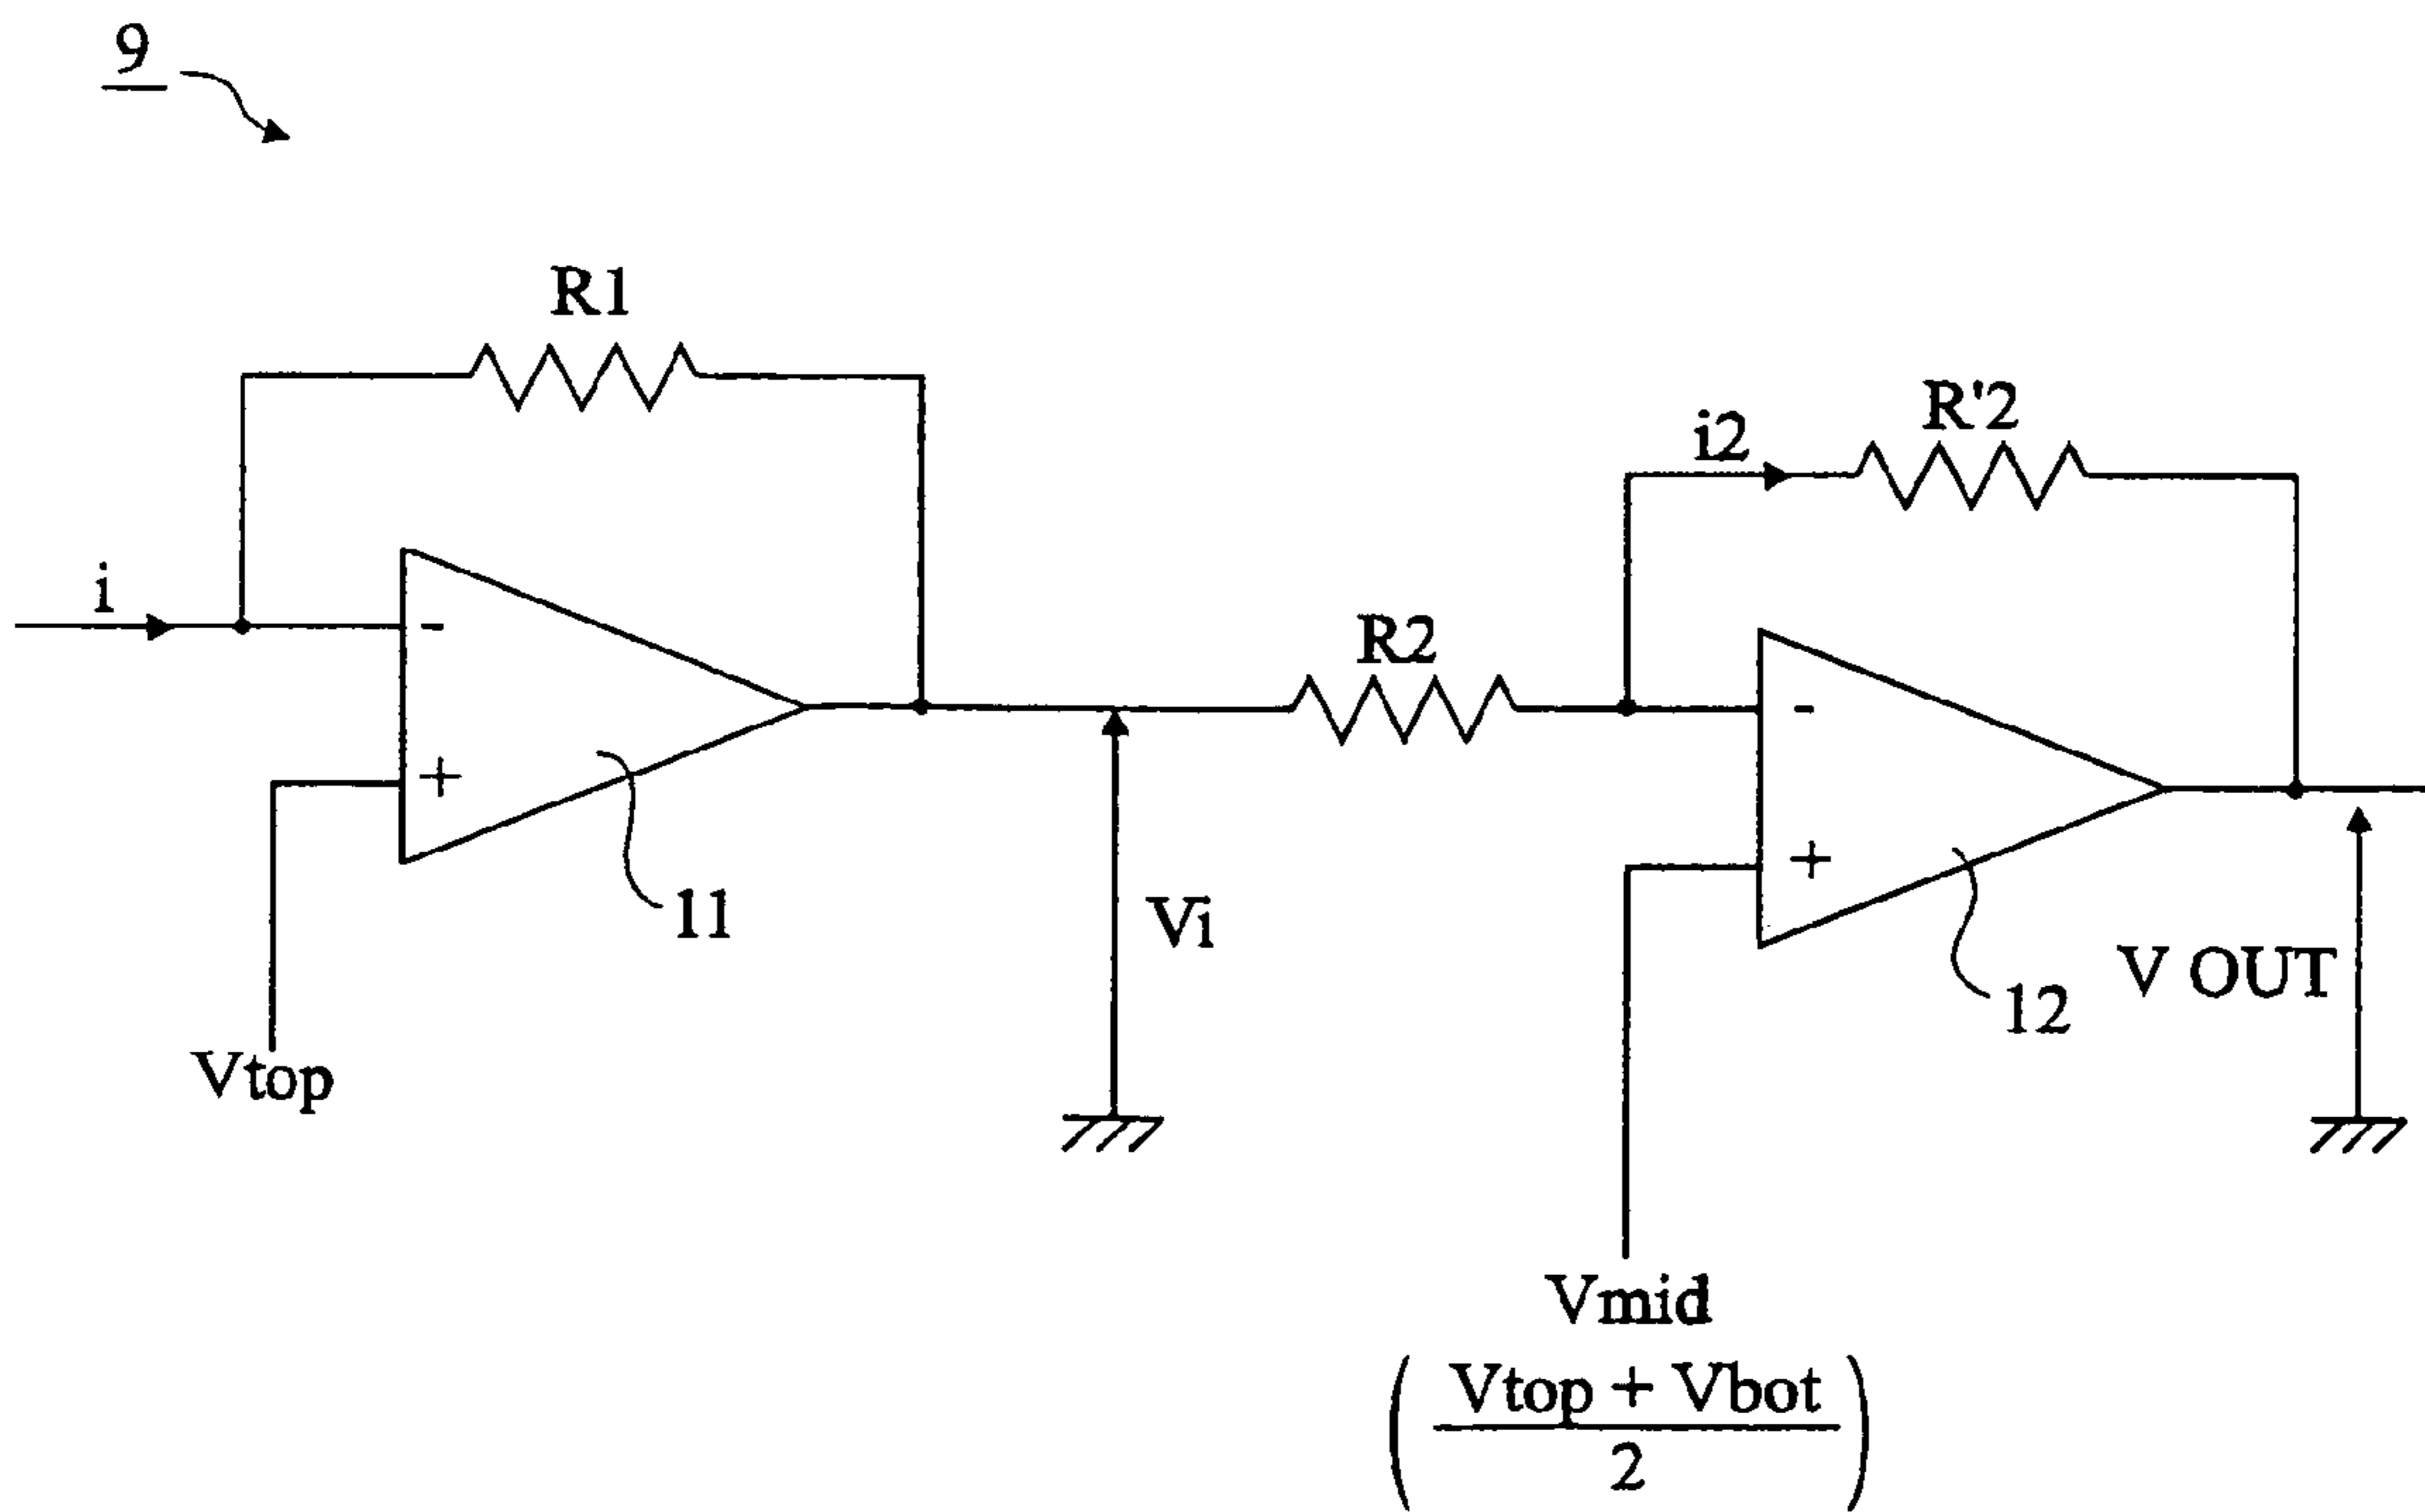 9
R1
R'2
i2
i
-
R2
-
+
+
11
Vi
V OUT
12
Vtop
Vmid
( Vtop + Vbot
2 )